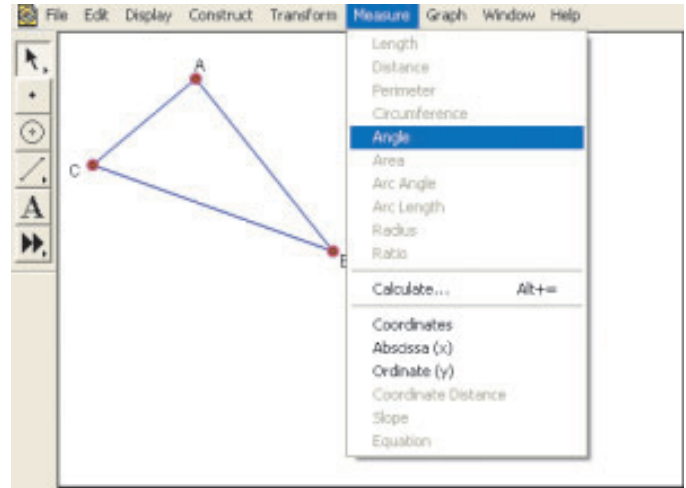 File Edit Display Construct Transform Measure Graph Window Help
Length
Distance
Perimeter
Circumference
Angle
Area
Arc Angle
Arc Length
Radius
Ratio
Calculate... Alt+=
Coordinates
Abscissa (x)
Ordinate (y)
Coordinate Distance
Slope
Equation
A
C
B
A